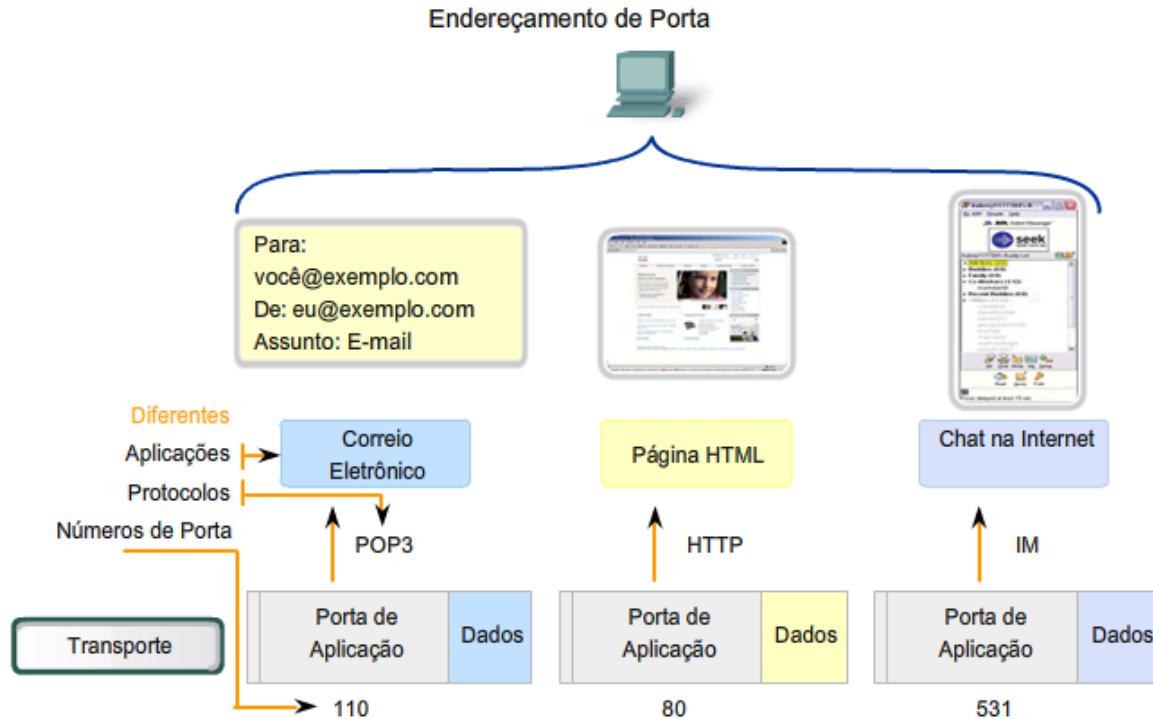 Endereçamento de Porta
Para:
você@exemplo.com
De: eu@exemplo.com
Assunto: E-mail
seek
Diferentes
Aplicações
Protocolos
Números de Porta
Correio
Eletrônico
Página HTML
Chat na Internet
POP3
HTTP
IM
Transporte
Porta de
Aplicação
Dados
Porta de
Aplicação
Dados
Porta de
Aplicação
Dados
110
80
531